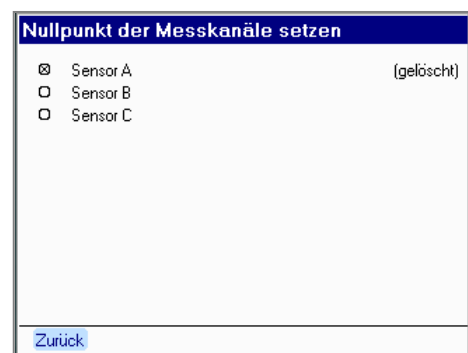 Nullpunkt der Messkanäle setzen
Sensor A (gelöscht)
Sensor B
Sensor C
Zurück